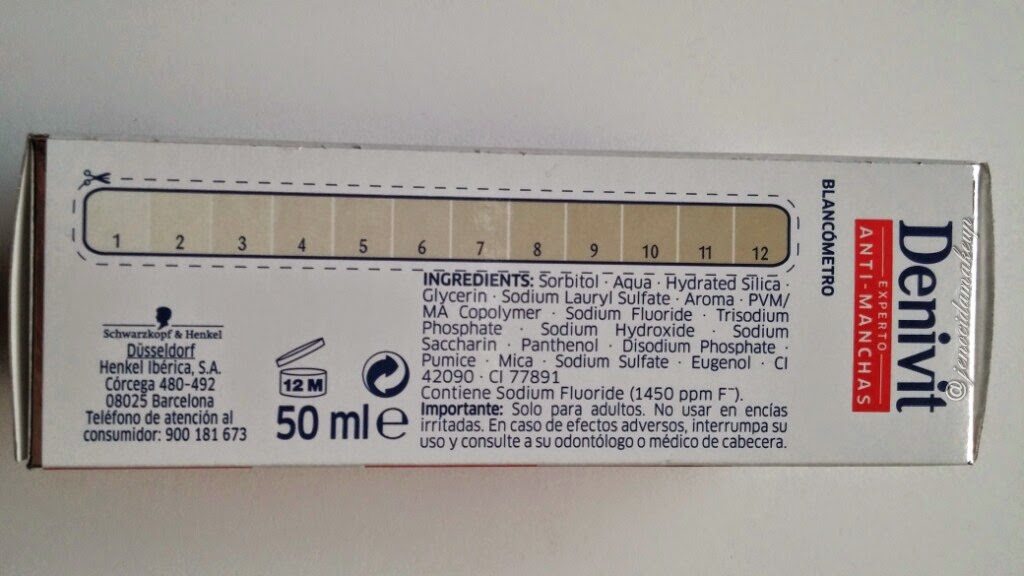 1 2 3 4 5 6 7 8 9 10 11 12
BLANCÓMETRO
Denivit
EXPERTO
ANTI-MANCHAS
INGREDIENTS: Sorbitol · Aqua · Hydrated Silica ·
Glycerin · Sodium Lauryl Sulfate · Aroma · PVM/
MA Copolymer · Sodium Fluoride · Trisodium
Phosphate · Sodium Hydroxide · Sodium
Saccharin · Panthenol · Disodium Phosphate ·
Pumice · Mica · Sodium Sulfate · Eugenol · CI
42090 · CI 77891
Contiene Sodium Fluoride (1450 ppm F⁻).
Importante: Solo para adultos. No usar en encías
irritadas. En caso de efectos adversos, interrumpa su
uso y consulte a su odontólogo o médico de cabecera.
Schwarzkopf & Henkel
Düsseldorf
Henkel Ibérica, S.A.
Córcega 480-492
08025 Barcelona
Teléfono de atención al
consumidor: 900 181 673
12 M
50 ml e